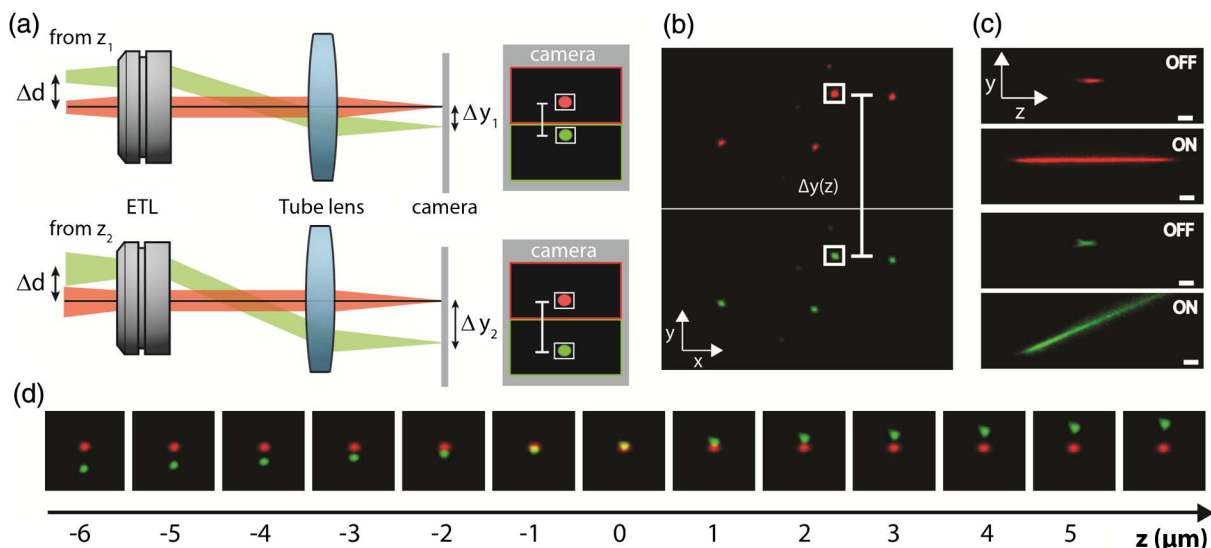 (a)
from z1
Δd
Δy1
camera
ETL
Tube lens
camera
from z2
Δd
Δ y2
camera
(b)
Δy(z)
y
x
(c)
y
z
OFF
ON
OFF
ON
(d)
-6 -5 -4 -3 -2 -1 0 1 2 3 4 5 z (μm)